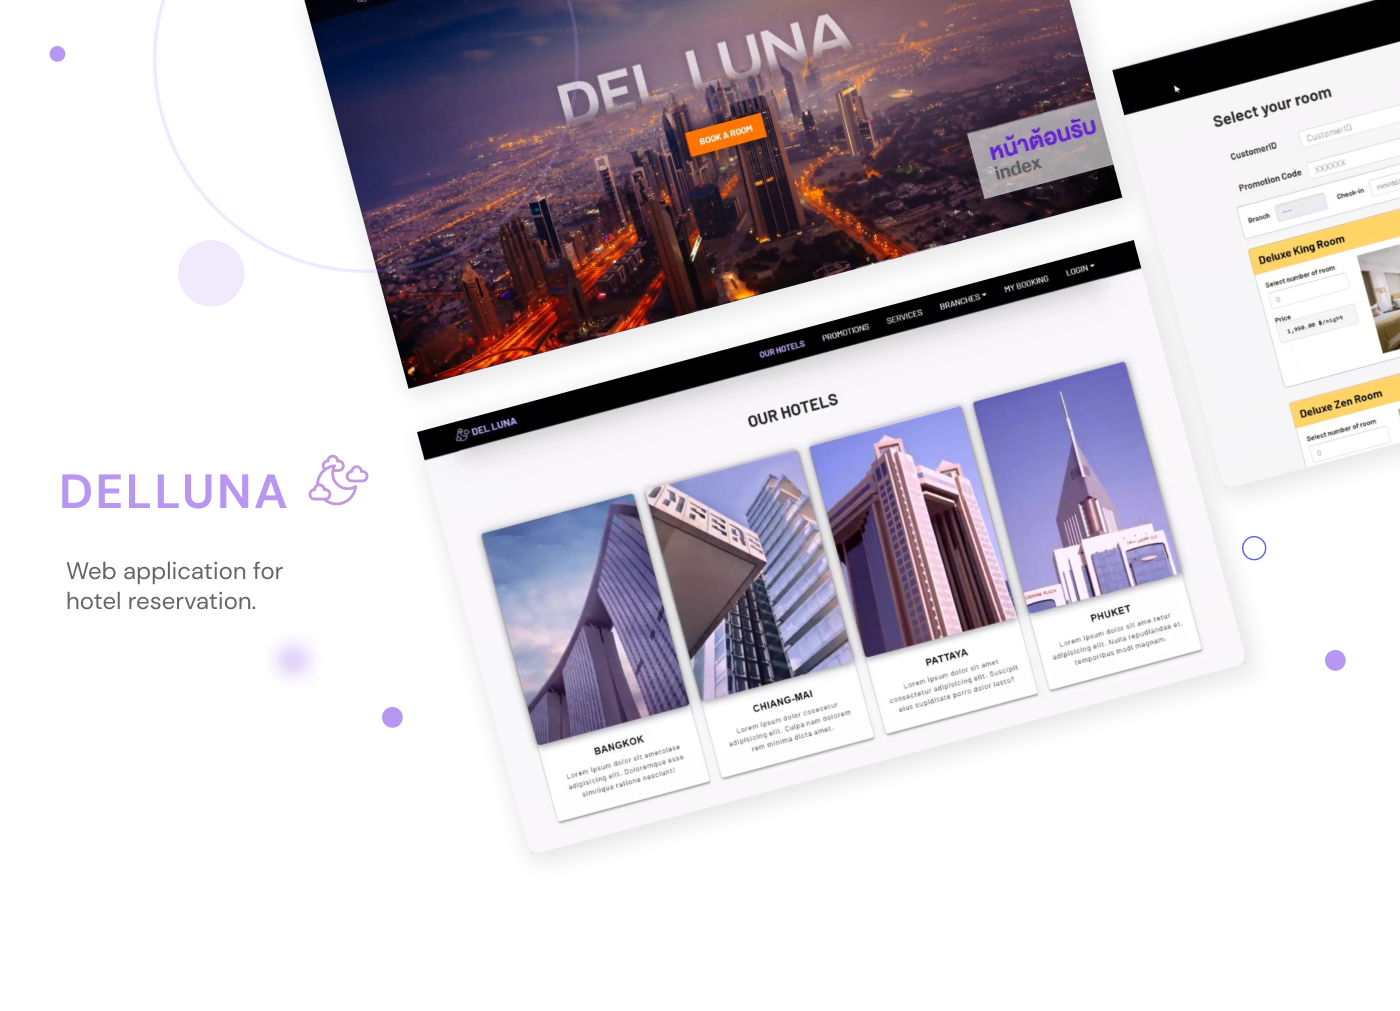 DEL LUNA
BOOK A ROOM
หน้าต้อนรับ
index
Select your room
CustomerID
CustomerID
Promotion Code
XXXXXX
Branch
Check-in
Deluxe King Room
Select number of room
0
Price
1,950.00 ฿/night
Deluxe Zen Room
Select number of room
0
DEL LUNA
OUR HOTELS
PROMOTIONS
SERVICES
BRANCHES
MY BOOKING
LOGIN
OUR HOTELS
BANGKOK
Lorem ipsum dolor sit ametolase
adipisicing elit. Doloremque esse
similique ratione nesciunt!
CHIANG-MAI
Lorem ipsum dolor cosecetur
adipisicing elit. Culpa nam dolorem
rem minima dicta amet.
PATTAYA
Lorem ipsum dolor sit amet
consectetur adipisicing elit. Suscipit
eius cupiditate porro dolor iusto?
PHUKET
Lorem ipsum dolor sit ame tetur
adipisicing elit. Nulla repudiandae et,
temporibus modi magnam.
DELLUNA
Web application for
hotel reservation.